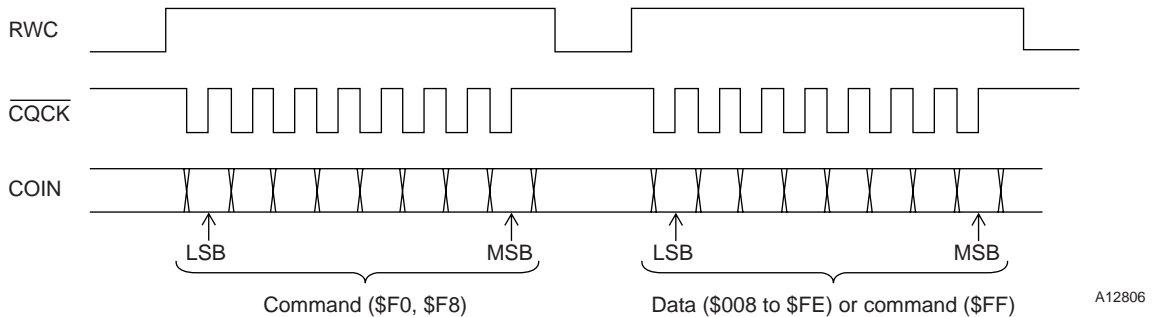 RWC
CQCK
COIN
LSB MSB LSB MSB
Command ($F0, $F8) Data ($008 to $FE) or command ($FF)
A12806